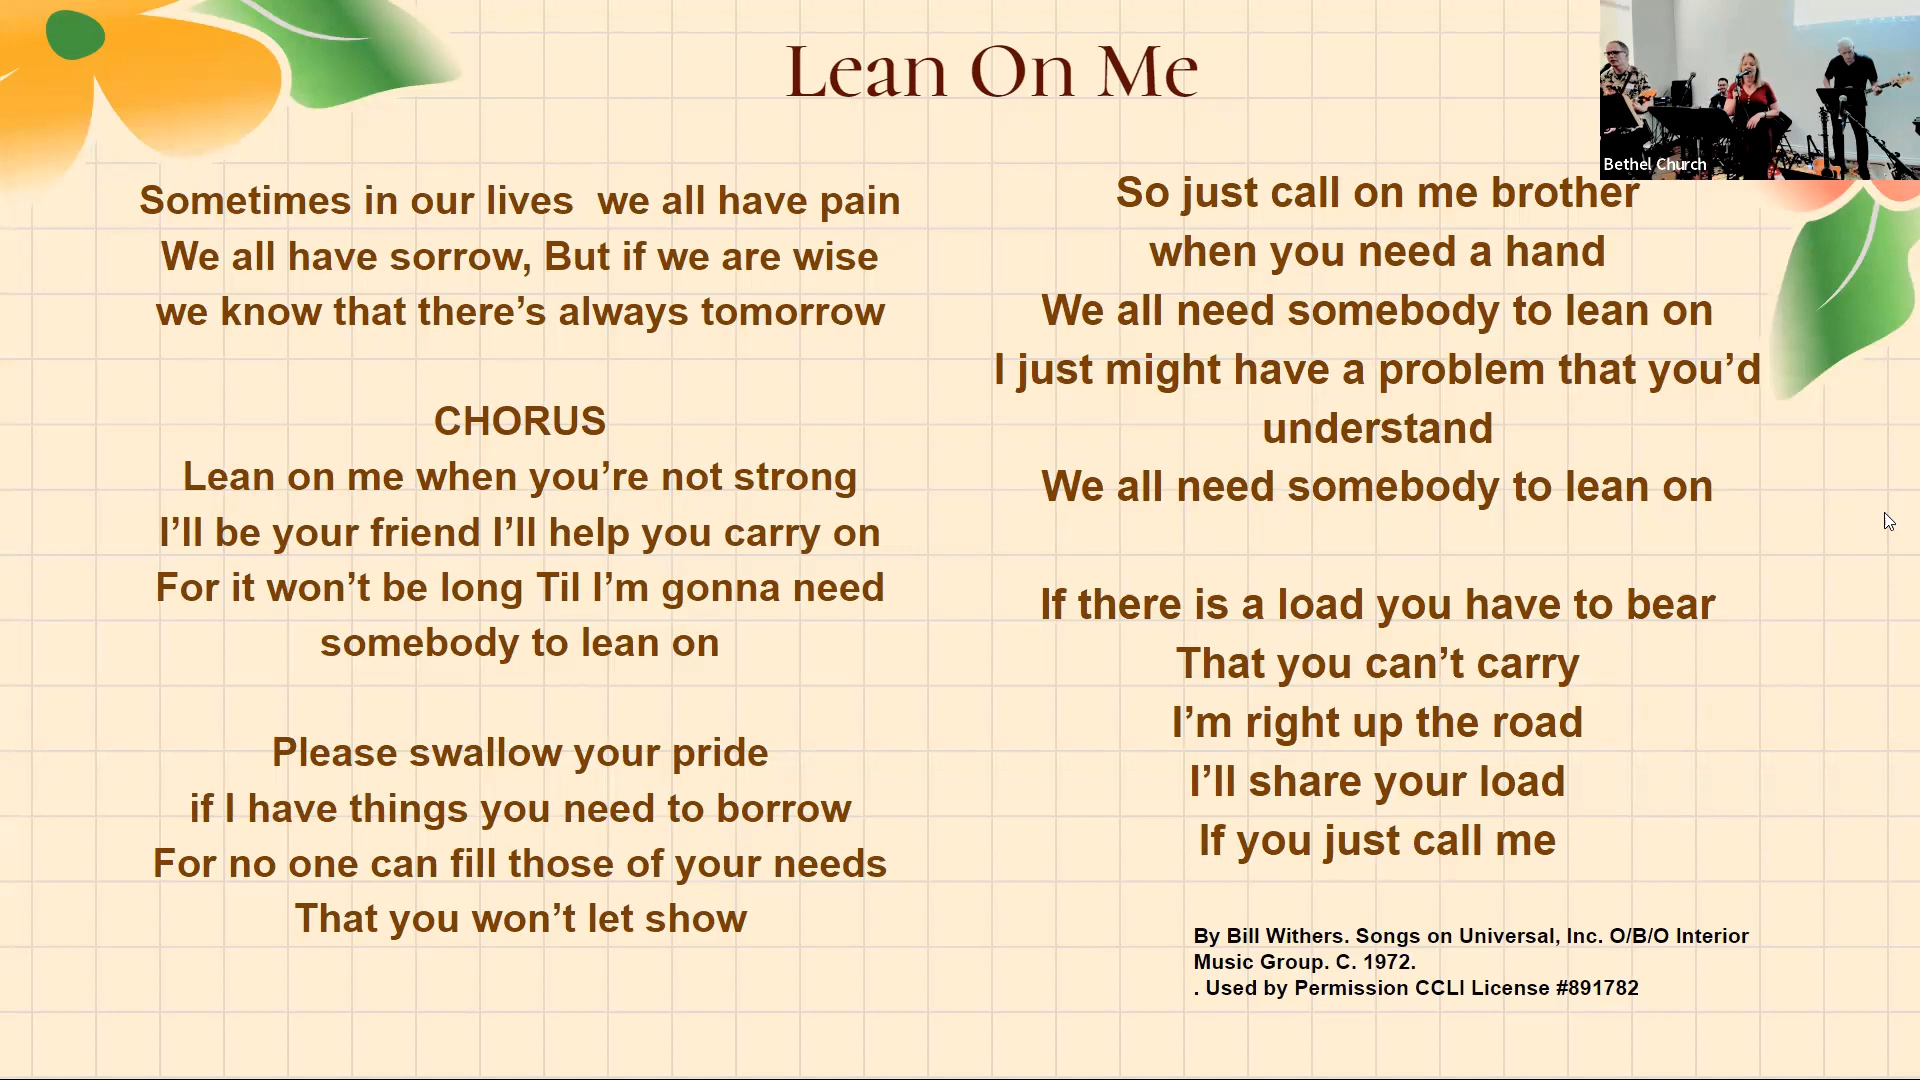 Lean On Me
Bethel Church
Sometimes in our lives  we all have pain
We all have sorrow, But if we are wise
we know that there’s always tomorrow
CHORUS
Lean on me when you’re not strong
I’ll be your friend I’ll help you carry on
For it won’t be long Til I’m gonna need
somebody to lean on
Please swallow your pride
if I have things you need to borrow
For no one can fill those of your needs
That you won’t let show
So just call on me brother
when you need a hand
We all need somebody to lean on
I just might have a problem that you’d
understand
We all need somebody to lean on
If there is a load you have to bear
That you can’t carry
I’m right up the road
I’ll share your load
If you just call me
By Bill Withers. Songs on Universal, Inc. O/B/O Interior
Music Group. C. 1972.
. Used by Permission CCLI License #891782